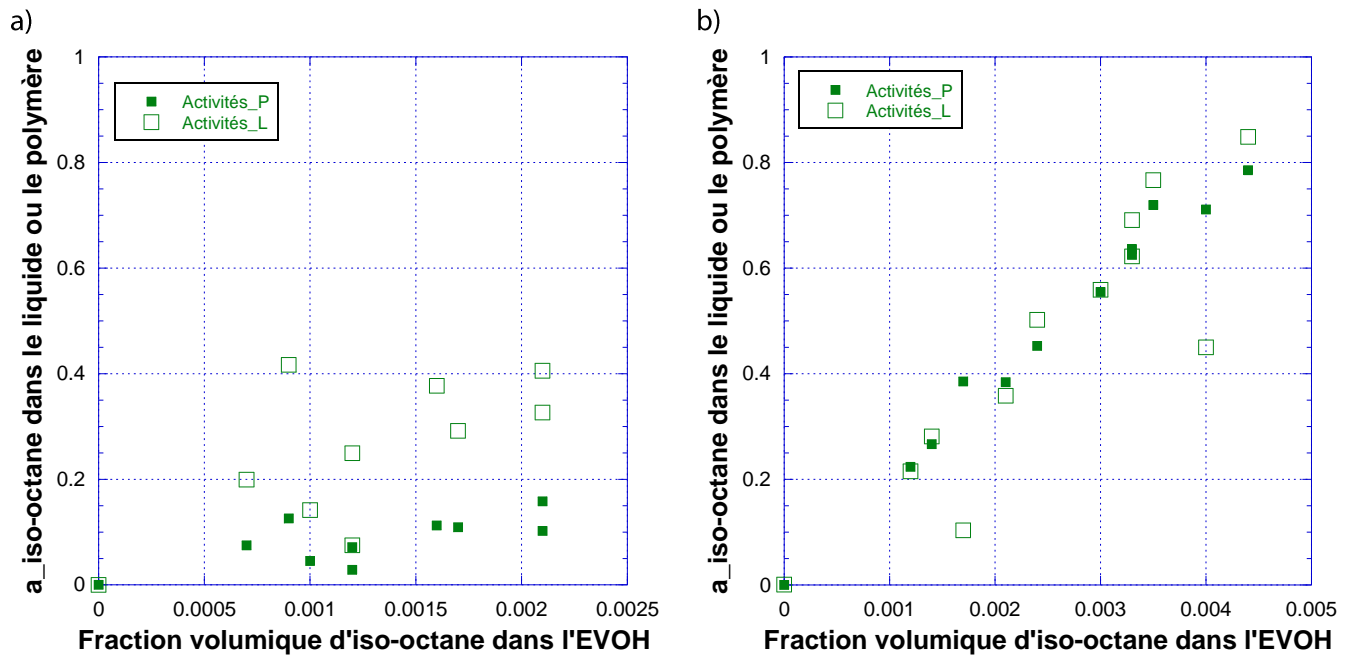 a)
a_iso-octane dans le liquide ou le polymère
1
0.8
0.6
0.4
0.2
0
Activités_P
Activités_L
0 0.0005 0.001 0.0015 0.002 0.0025
Fraction volumique d'iso-octane dans l'EVOH
b)
a_iso-octane dans le liquide ou le polymère
1
0.8
0.6
0.4
0.2
0
Activités_P
Activités_L
0 0.001 0.002 0.003 0.004 0.005
Fraction volumique d'iso-octane dans l'EVOH